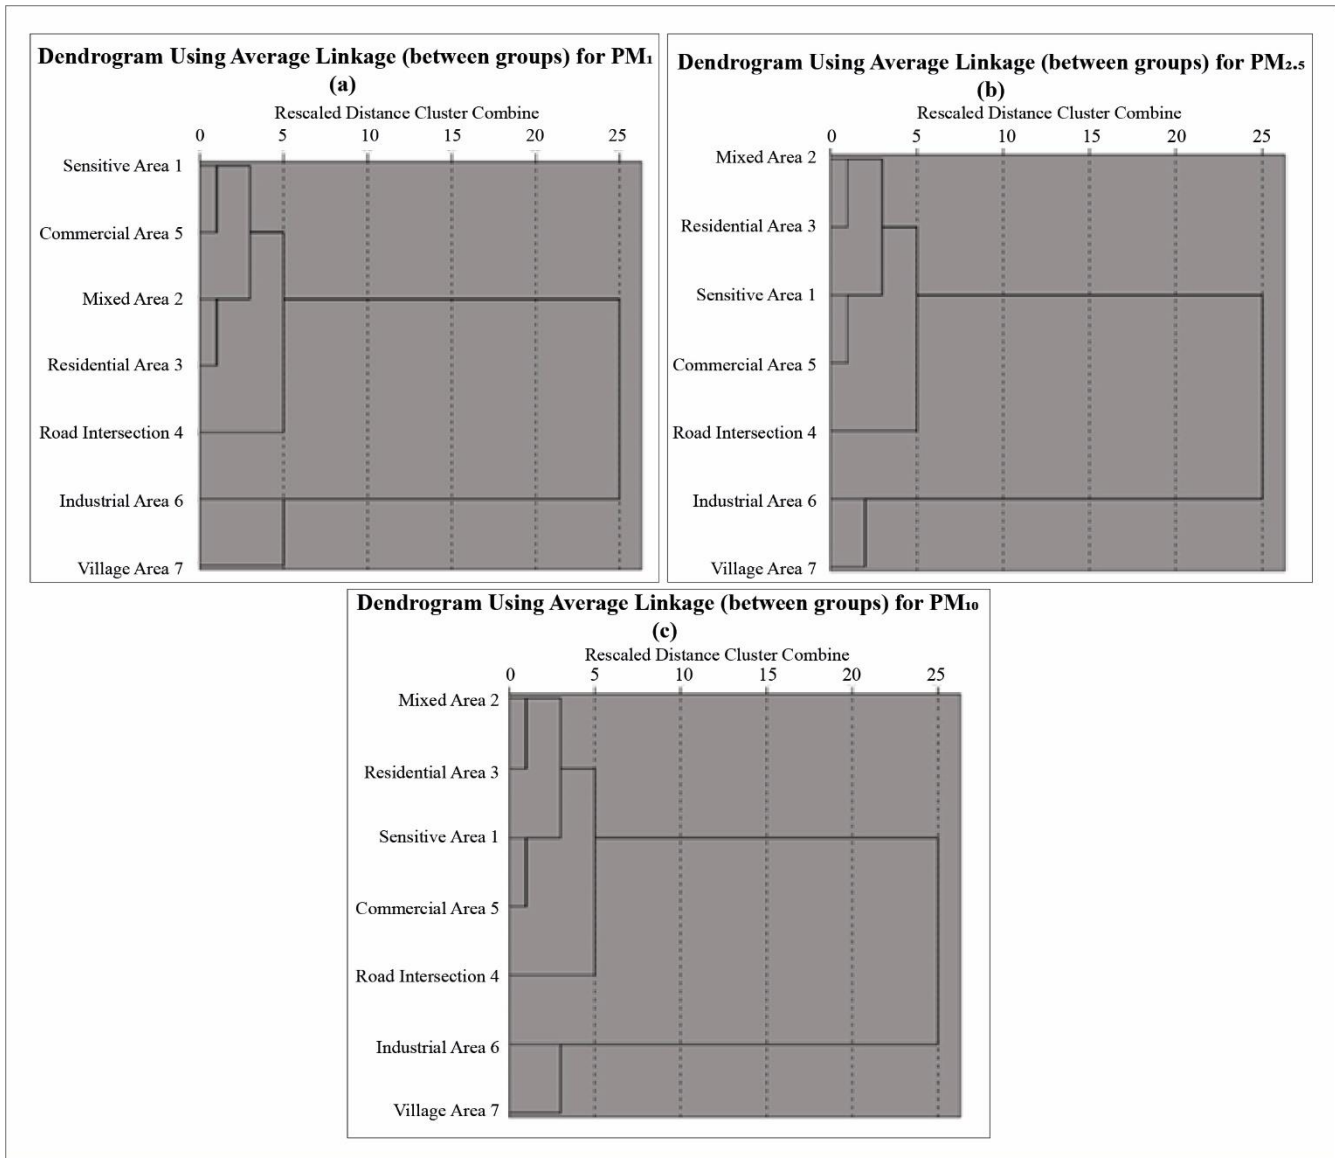 Dendrogram Using Average Linkage (between groups) for PM₁
(a)
Rescaled Distance Cluster Combine
0 5 10 15 20 25
Sensitive Area 1
Commercial Area 5
Mixed Area 2
Residential Area 3
Road Intersection 4
Industrial Area 6
Village Area 7
Dendrogram Using Average Linkage (between groups) for PM₂.₅
(b)
Rescaled Distance Cluster Combine
0 5 10 15 20 25
Mixed Area 2
Residential Area 3
Sensitive Area 1
Commercial Area 5
Road Intersection 4
Industrial Area 6
Village Area 7
Dendrogram Using Average Linkage (between groups) for PM₁₀
(c)
Rescaled Distance Cluster Combine
0 5 10 15 20 25
Mixed Area 2
Residential Area 3
Sensitive Area 1
Commercial Area 5
Road Intersection 4
Industrial Area 6
Village Area 7